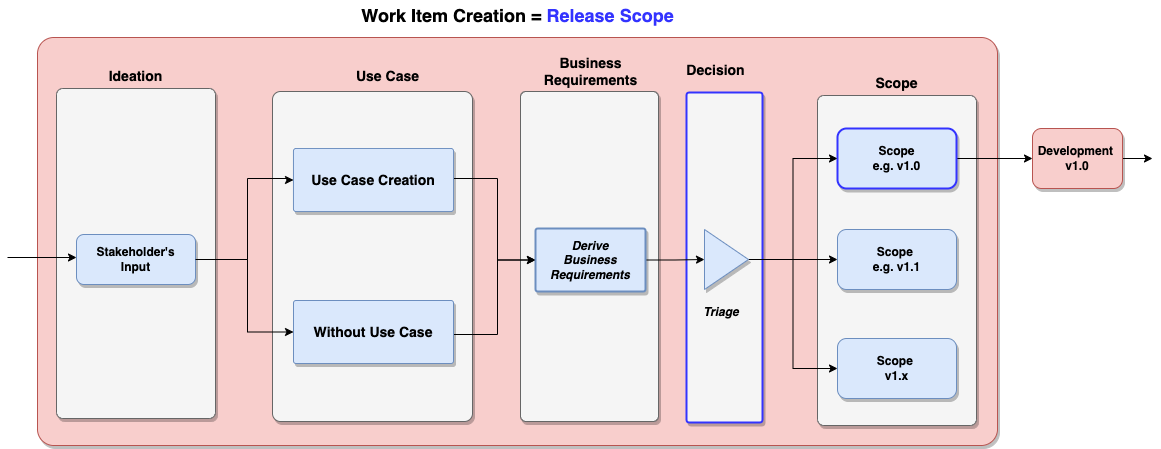 Work Item Creation = Release Scope
Ideation
Use Case
Business
Requirements
Decision
Scope
Stakeholder's
Input
Use Case Creation
Without Use Case
Derive
Business
Requirements
Triage
Scope
e.g. v1.0
Scope
e.g. v1.1
Scope
v1.x
Development
v1.0